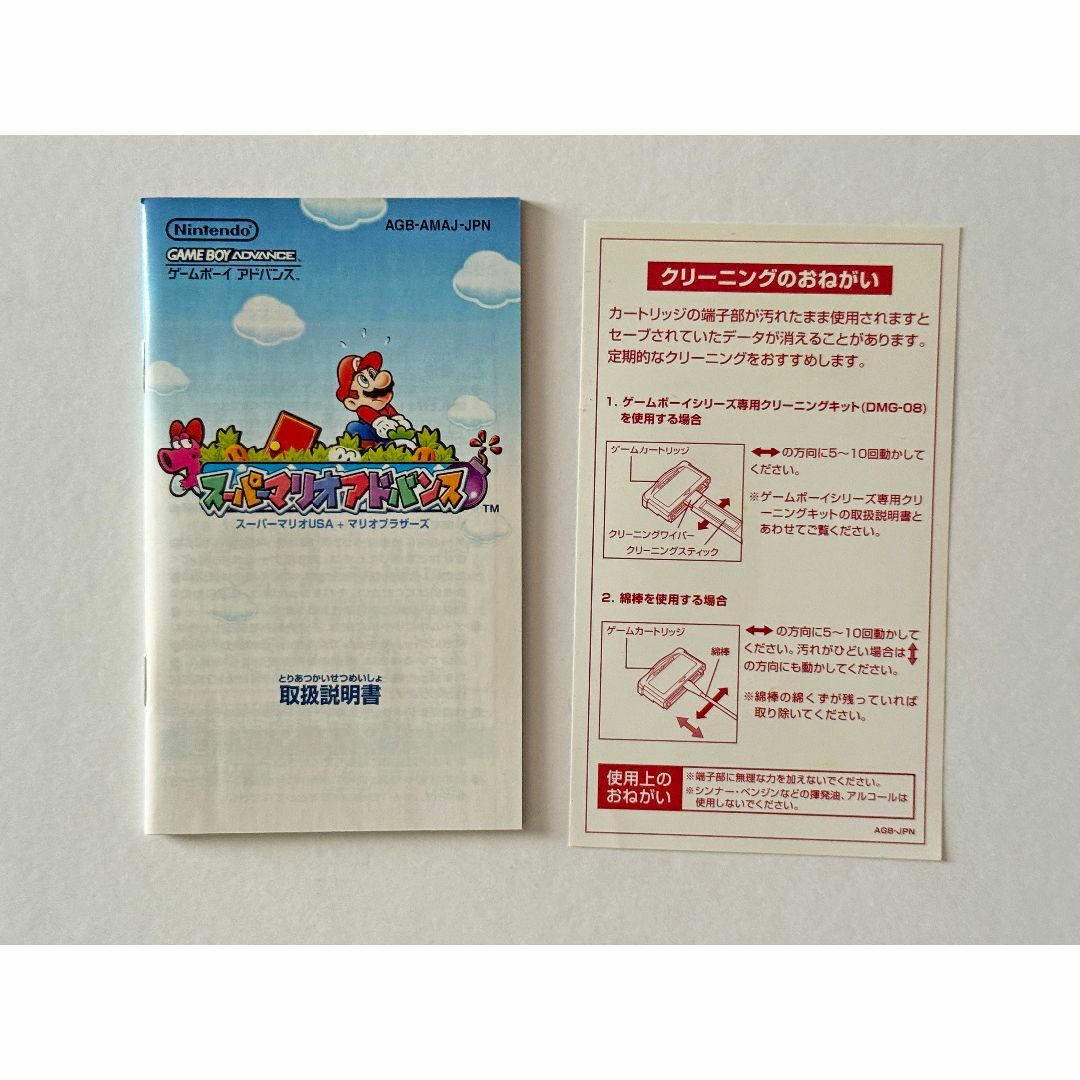 Nintendo®
AGB-AMAJ-JPN
GAME BOY ADVANCE™
ゲームボーイ アドバンス™
スーパーマリオアドバンス™
スーパーマリオUSA + マリオブラザーズ
とりあつかいせつめいしょ
取扱説明書
クリーニングのおねがい
カートリッジの端子部が汚れたまま使用されますと
セーブされていたデータが消えることがあります。
定期的なクリーニングをおすすめします。
1. ゲームボーイシリーズ専用クリーニングキット(DMG-08)
を使用する場合
ゲームカートリッジ
クリーニングワイパー
クリーニングスティック
↔の方向に5〜10回動かして
ください。
※ゲームボーイシリーズ専用クリ
ーニングキットの取扱説明書と
あわせてご覧ください。
2. 綿棒を使用する場合
ゲームカートリッジ
綿棒
↔の方向に5〜10回動かして
ください。汚れがひどい場合は↕
の方向にも動かしてください。
※綿棒の綿くずが残っていれば
取り除いてください。
使用上の
おねがい
※端子部に無理な力を加えないでください。
※シンナー・ベンジンなどの揮発油、アルコールは
使用しないでください。
AGB-JPN